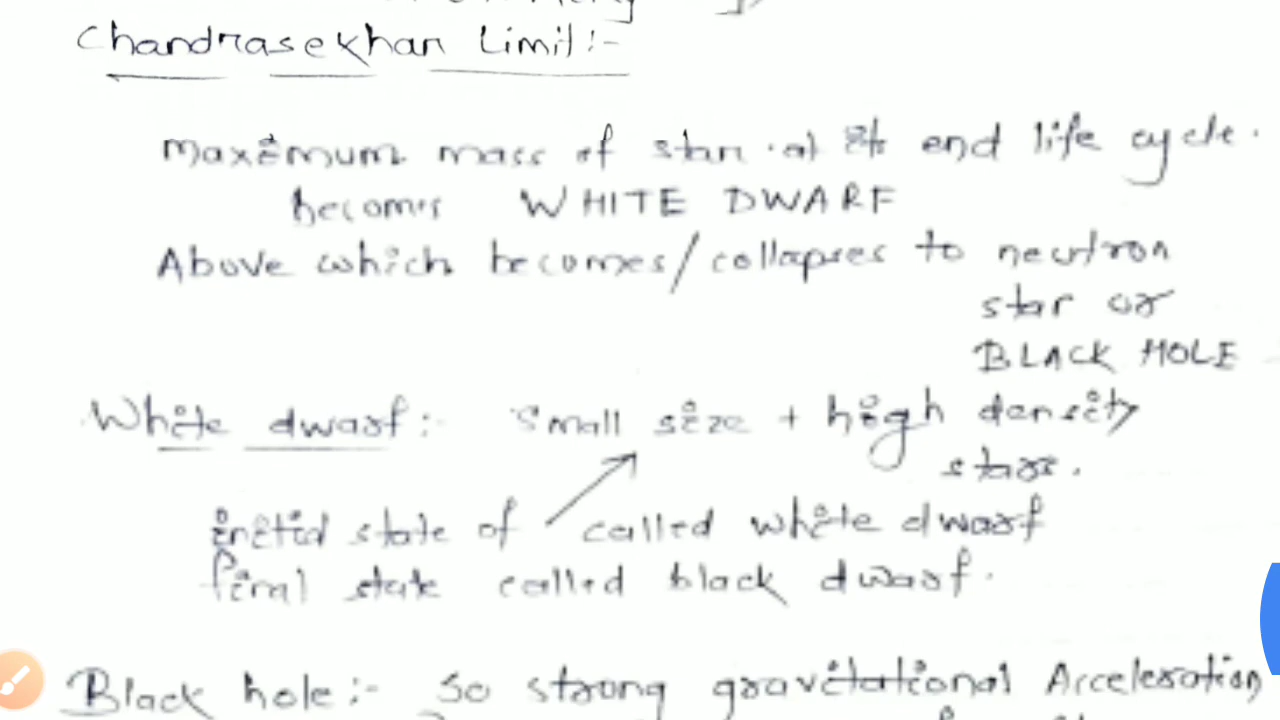 Chandrasekhar Limit:-
maximum mass of star at its end life cycle.
becomes WHITE DWARF
Above which becomes/collapses to neutron
star or
BLACK HOLE
White dwarf:- Small size + high density
stars.
initial state of called white dwarf
final state called black dwarf.
Black hole:- So strong gravitational Acceleration